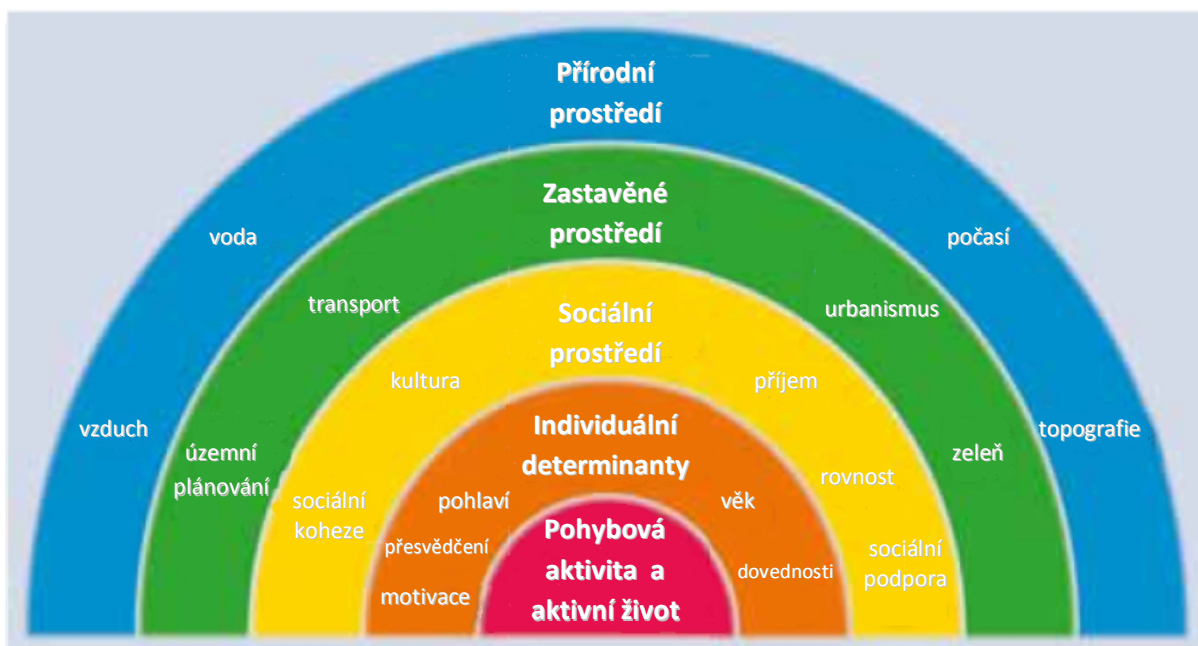 Přírodní
prostředí
voda
počasí
vzduch
topografie
Zastavěné
prostředí
transport
urbanismus
územní
plánování
zeleň
Sociální
prostředí
kultura
příjem
sociální
koheze
rovnost
sociální
podpora
Individuální
determinanty
pohlaví
věk
přesvědčení
dovednosti
motivace
Pohybová
aktivita a
aktivní život